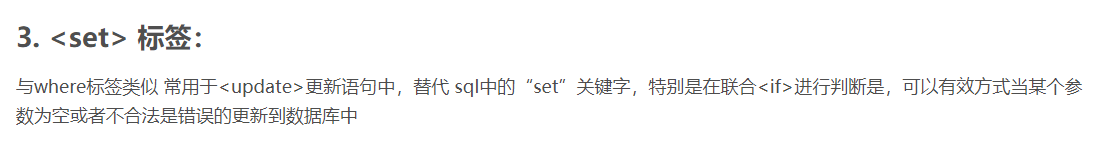 3. <set> 标签：
与where标签类似 常用于<update>更新语句中，替代 sql中的“set”关键字，特别是在联合<if>进行判断是，可以有效方式当某个参
数为空或者不合法是错误的更新到数据库中